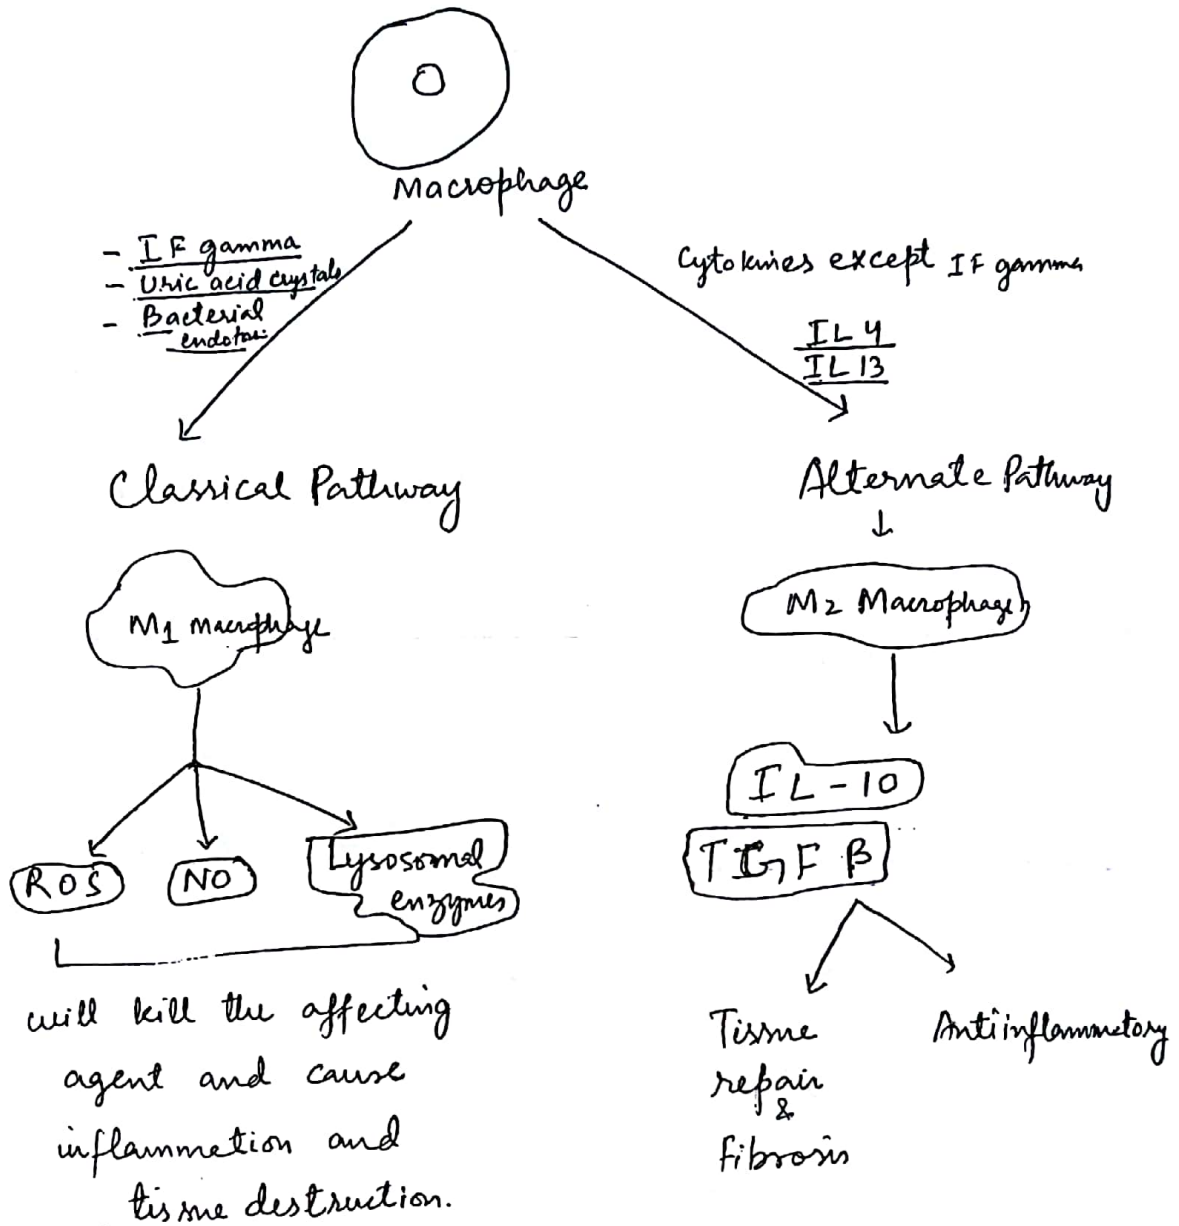 Macrophage
- IF gamma
- Uric acid crystals
- Bacterial
endotox.
Cytokines except IF gamma
IL 4
IL 13
Classical Pathway
Alternate Pathway
M1 macrophage
M2 Macrophage
IL-10
TGF β
ROS
NO
Lysosomal
enzymes
will kill the affecting
agent and cause
inflammetion and
tissue destruction.
Tissue
repair
&
fibrosis
Antiinflammetory